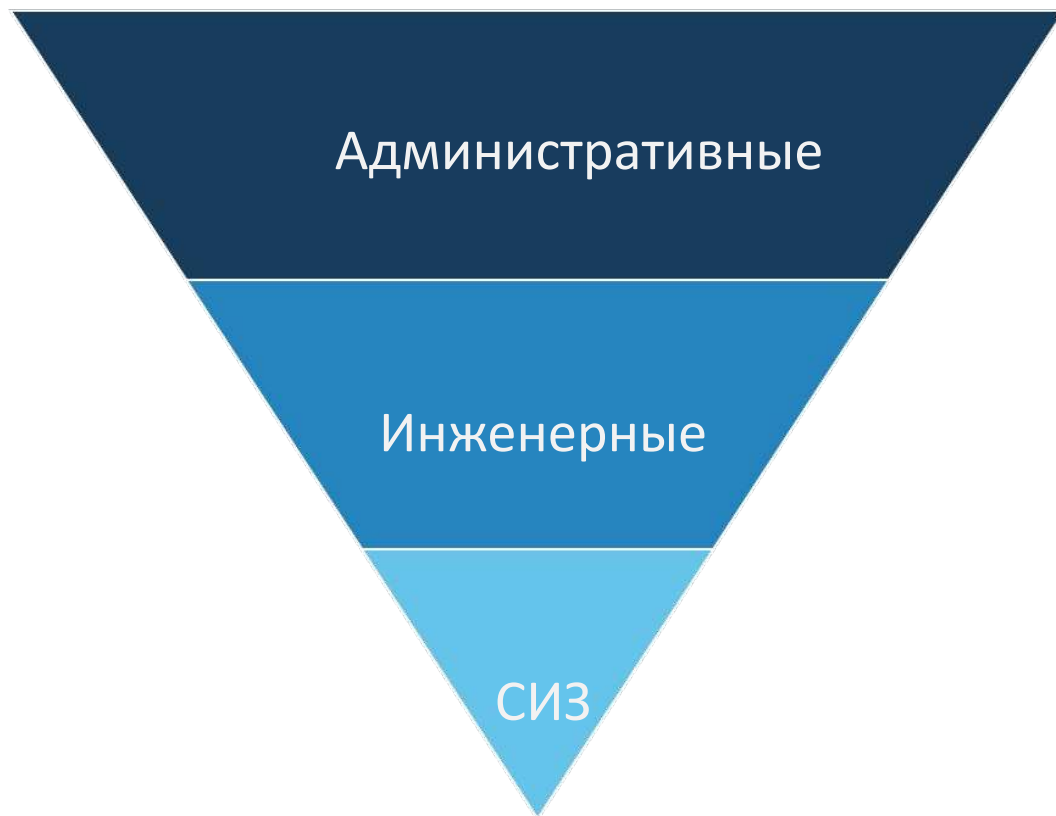 Административные
Инженерные
СИЗ